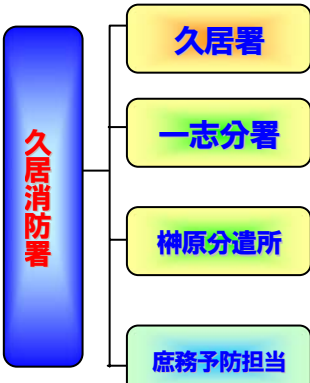 久居消防署
久居署
一志分署
榊原分遣所
庶務予防担当